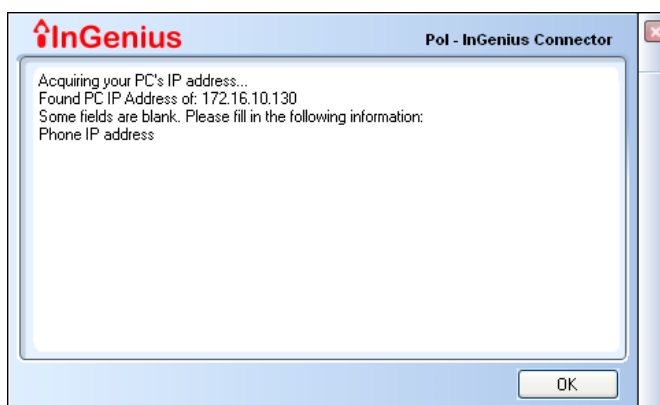 InGenius
PoI - InGenius Connector
Acquiring your PC's IP address...
Found PC IP Address of: 172.16.10.130
Some fields are blank. Please fill in the following information:
Phone IP address
OK